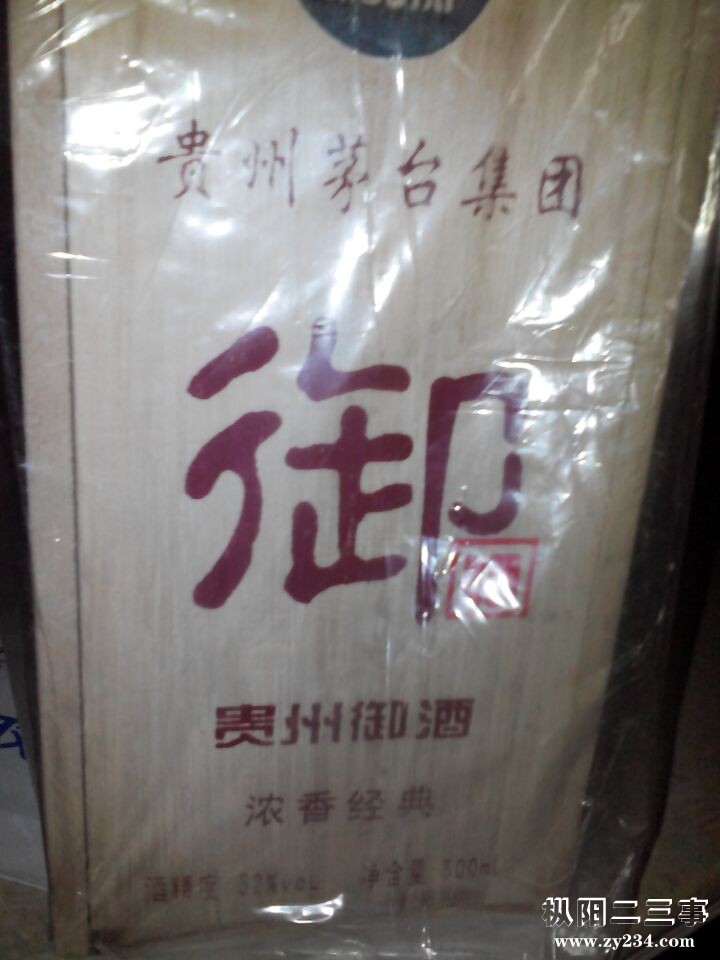 贵州茅台集团
御
酒
贵州御酒
浓香经典
酒精度 52%voL 净含量 500mL
枞阳二三事
www.zy234.com